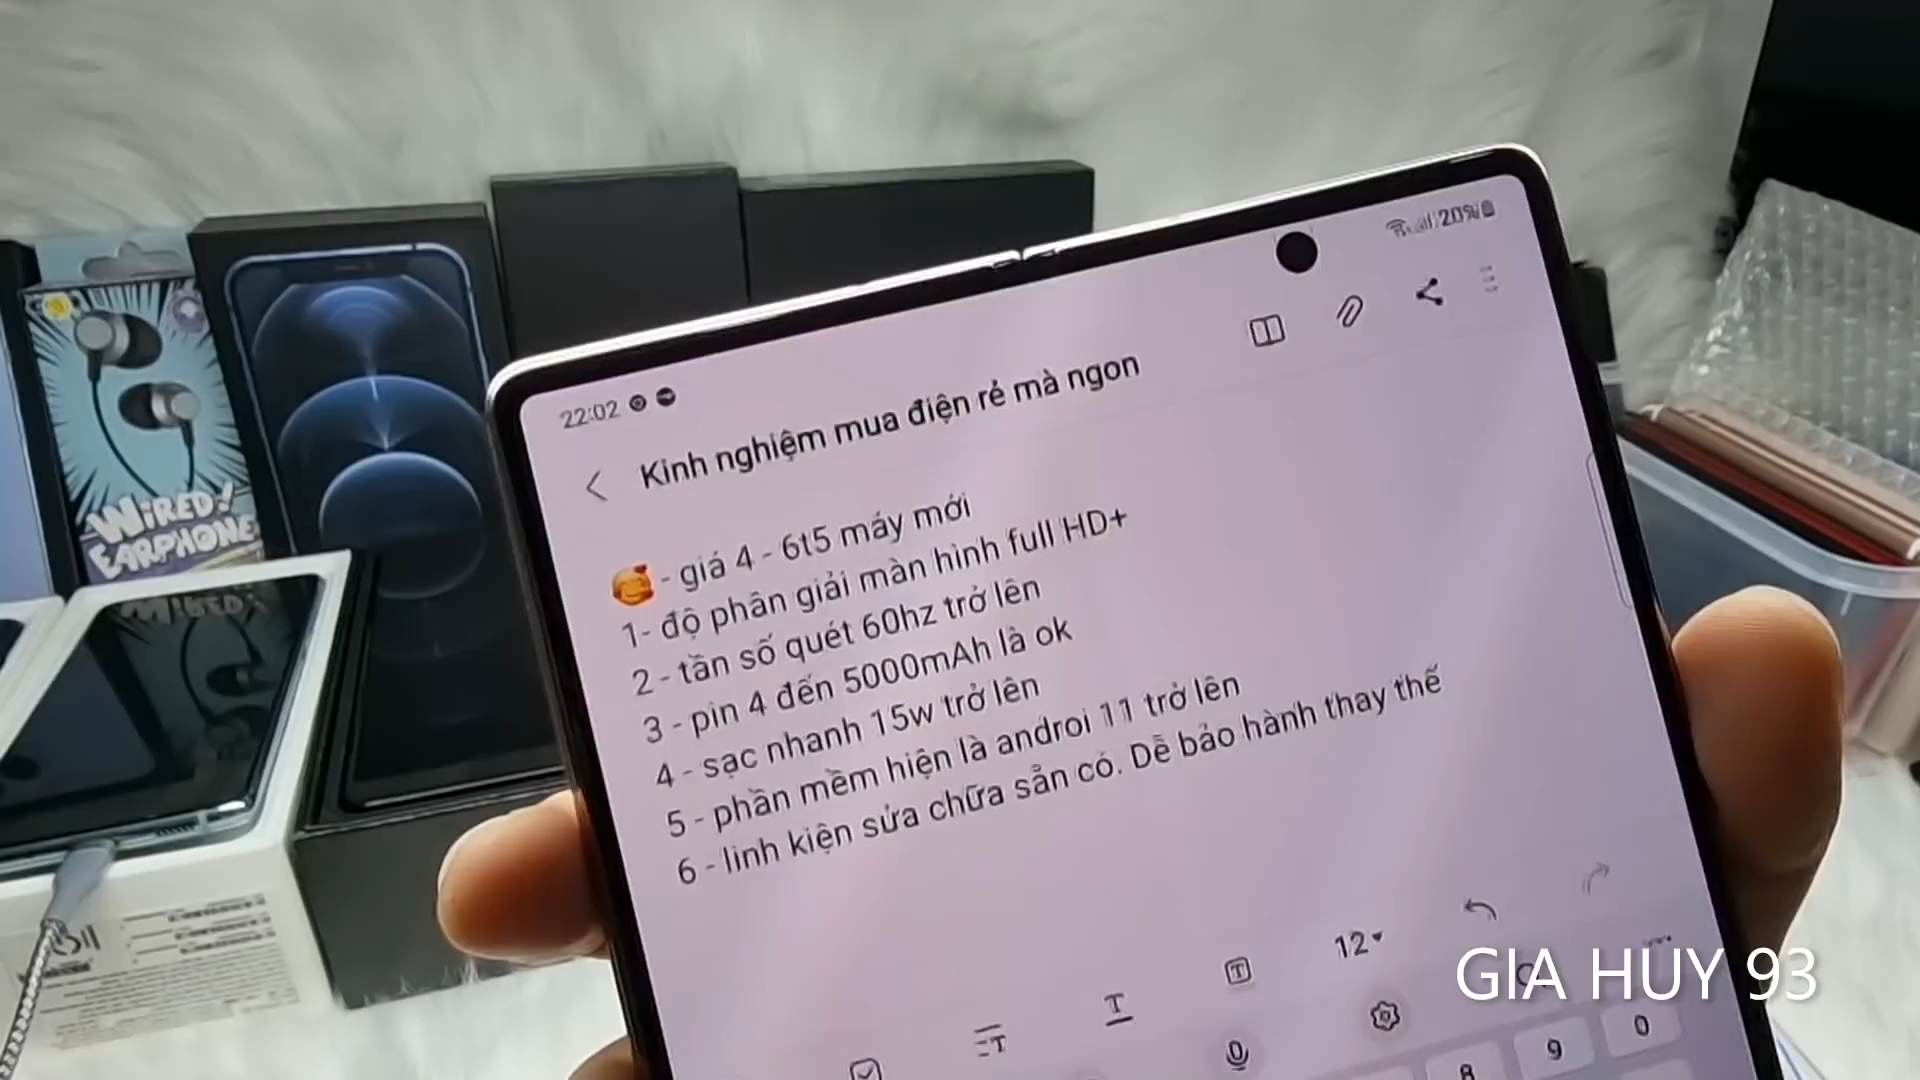 22:02
20%
Kinh nghiệm mua điện rẻ mà ngon
🥰 - giá 4 - 6t5 máy mới
1- độ phân giải màn hình full HD+
2 - tần số quét 60hz trở lên
3 - pin 4 đến 5000mAh là ok
4 - sạc nhanh 15w trở lên
5 - phần mềm hiện là androi 11 trở lên
6 - linh kiện sửa chữa sẵn có. Dễ bảo hành thay thế
12
8
9
0
WiRED!
EARPHONE
GIA HUY 93